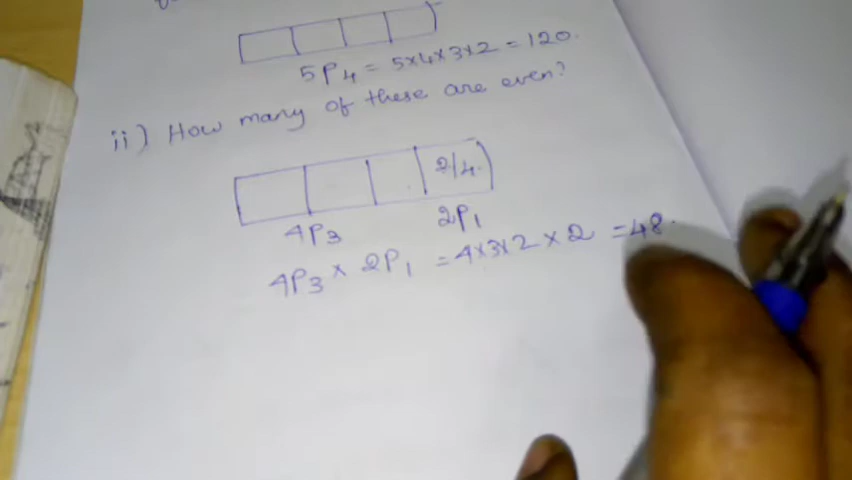 5P4 = 5×4×3×2 = 120.
ii) How many of these are even?
2/4.
4P3 2P1
4P3 × 2P1 = 4×3×2 × 2 = 48.